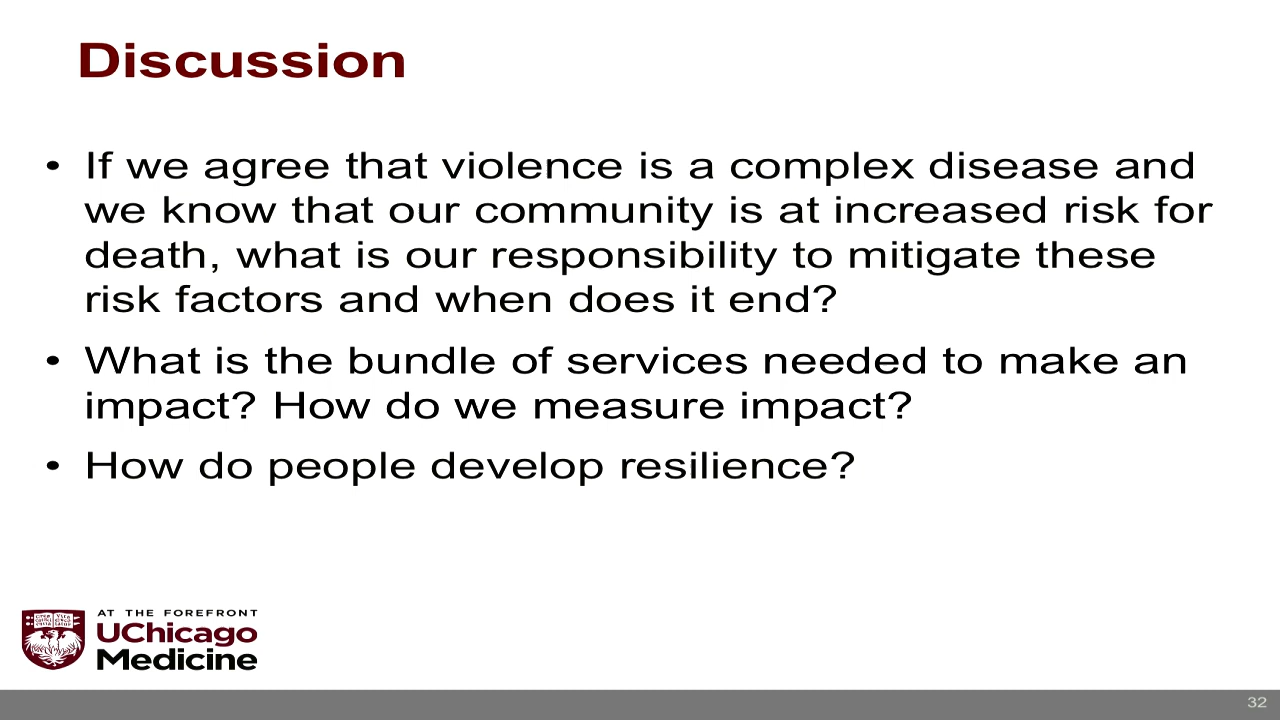 Discussion
• If we agree that violence is a complex disease and
we know that our community is at increased risk for
death, what is our responsibility to mitigate these
risk factors and when does it end?
• What is the bundle of services needed to make an
impact? How do we measure impact?
• How do people develop resilience?
AT THE FOREFRONT
UChicago
Medicine
32